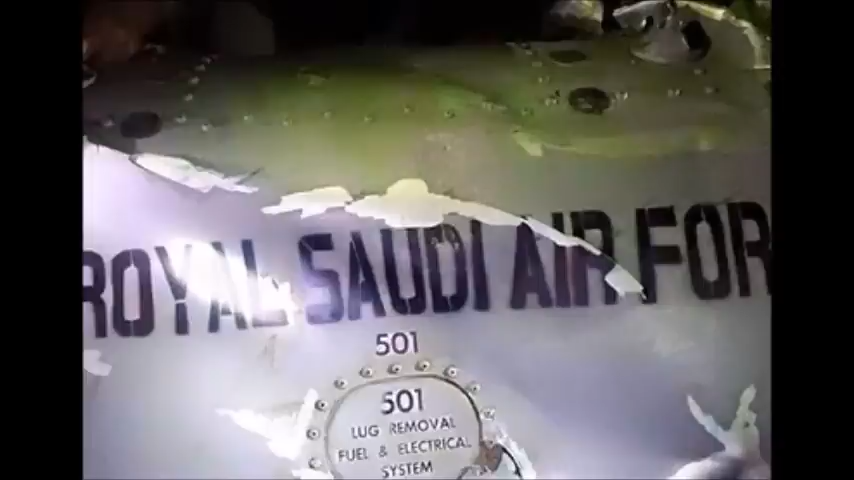 ROYAL SAUDI AIR FOR
501
501
LUG REMOVAL
FUEL & ELECTRICAL
SYSTEM